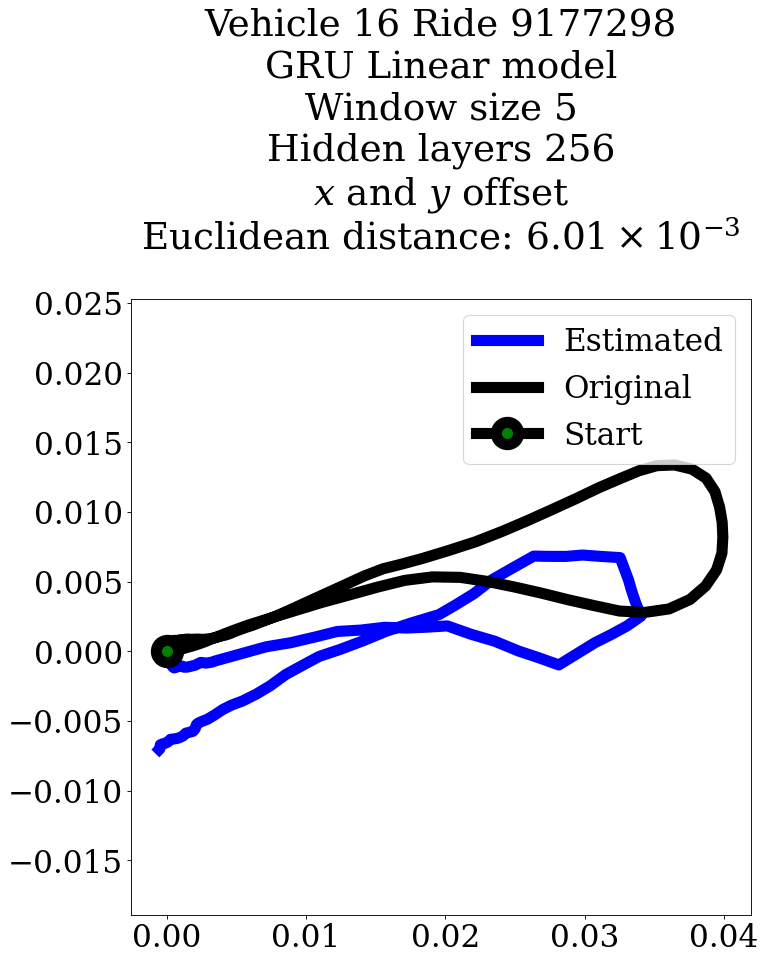 Vehicle 16 Ride 9177298
GRU Linear model
Window size 5
Hidden layers 256
x and y offset
Euclidean distance: 6.01 × 10⁻³
0.025
0.020
0.015
0.010
0.005
0.000
−0.005
−0.010
−0.015
Estimated
Original
Start
0.00 0.01 0.02 0.03 0.04